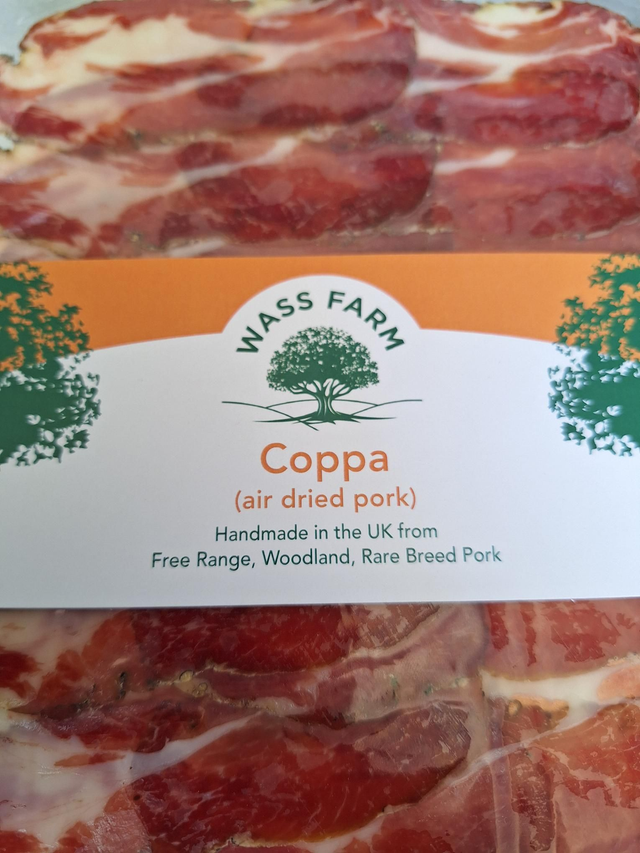 WASS FARM
Coppa
(air dried pork)
Handmade in the UK from
Free Range, Woodland, Rare Breed Pork